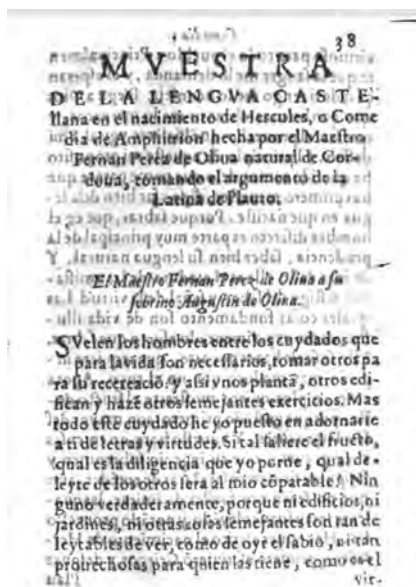 38
MVESTRA
DE LA LENGVA CASTE-
llana en el nacimiento de Hercules, o Come
dia de Amphitrion hecha por el Maestro
Fernan Perez de Oliua natural de Cor-
doua, tomando el argumento de la
Latina de Plauto.
El Maestro Fernan Perez de Oliua a su
sobrino Augustin de Oliua.
SVelen los hombres entre los cuydados que
para la vida son necessarios, tomar otros pa
ra su recreacio. y assi vnos plantã, otros edi-
fican y hazẽ otros semejantes exercicios. Mas
todo este cuydado he yo puesto en adornarte
a ti de letras y virtudes. Si tal saliere el fructo,
qual es la diligencia que yo porne, qual de-
leyte de los otros sera al mio cõparable? Nin
guno verdaderamente, porque ni edificios, ni
jardines, ni otras cosas semejantes son tan de
leytables de ver, como de oyr el sabio, ni tan
prouechosas para quien las tiene, como es el
vir-